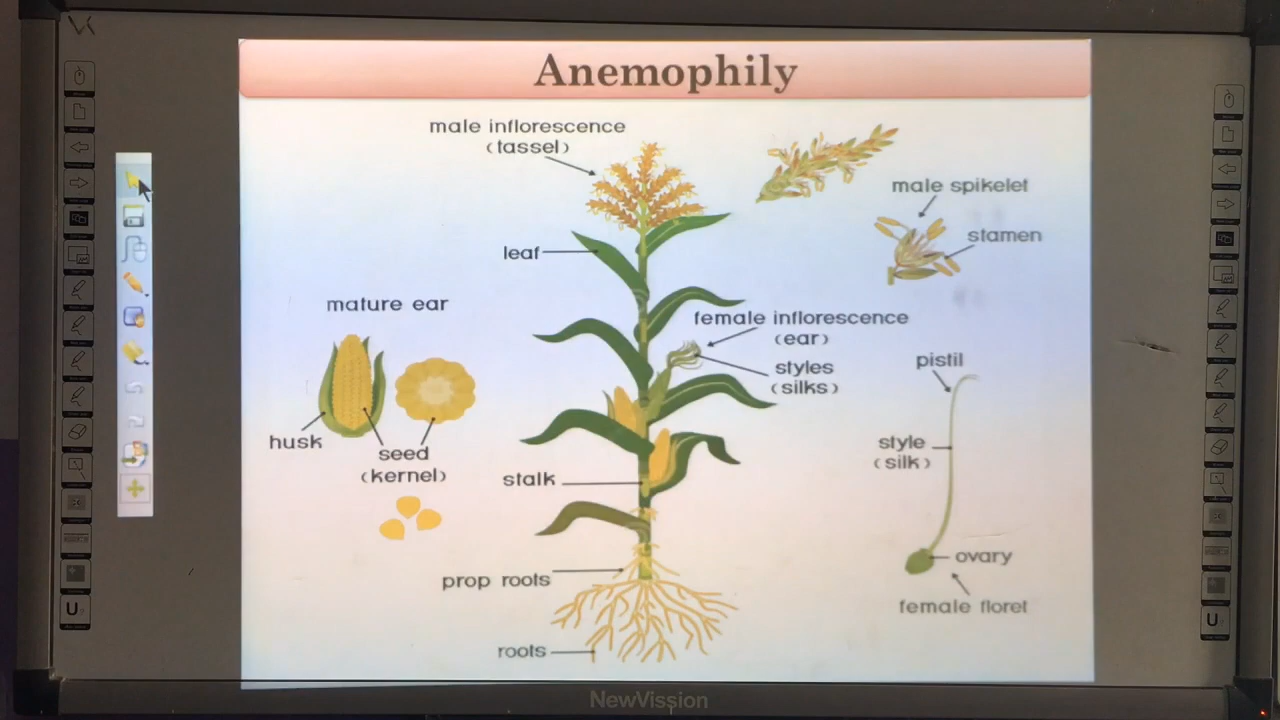 Anemophily
male inflorescence
(tassel)
male spikelet
stamen
leaf
mature ear
female inflorescence
(ear)
styles
(silks)
pistil
husk
seed
(kernel)
style
(silk)
stalk
ovary
prop roots
female floret
roots
U
U
NewVission